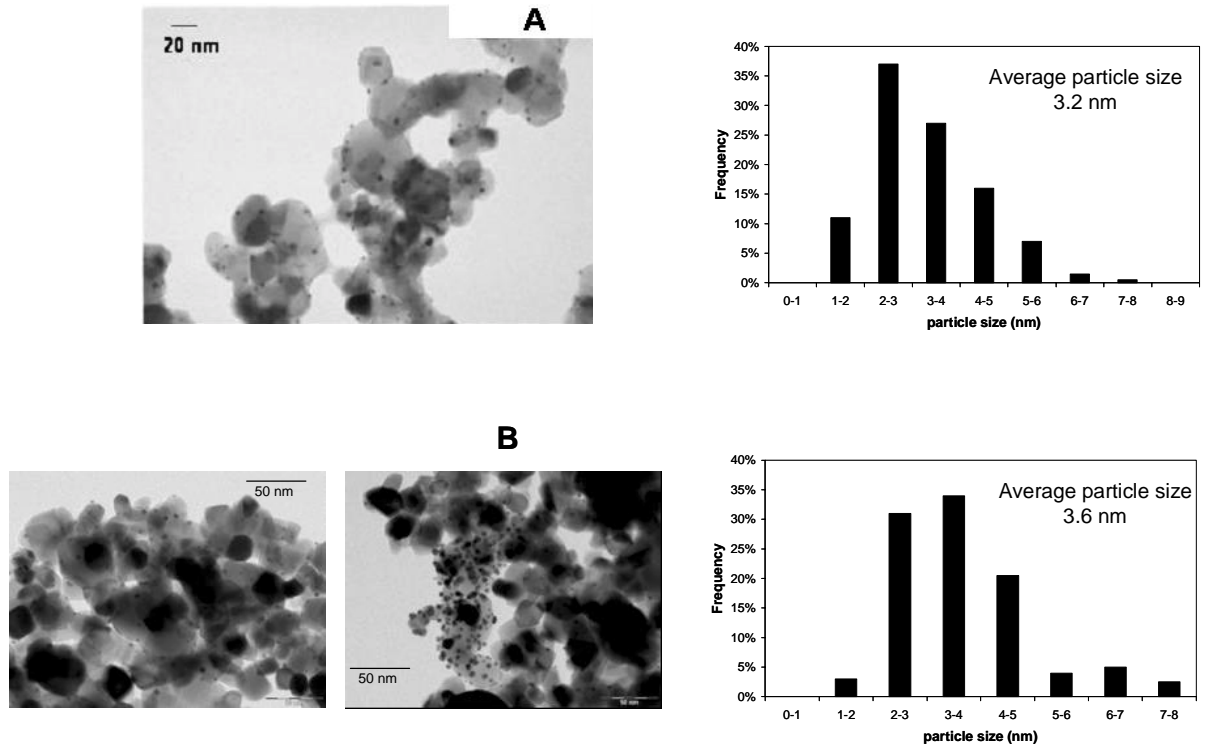 A
20 nm
40%
35%
30%
25%
20%
15%
10%
5%
0%
Frequency
Average particle size
3.2 nm
0-1 1-2 2-3 3-4 4-5 5-6 6-7 7-8 8-9
particle size (nm)
B
50 nm
50 nm
40%
35%
30%
25%
20%
15%
10%
5%
0%
Frequency
Average particle size
3.6 nm
0-1 1-2 2-3 3-4 4-5 5-6 6-7 7-8
particle size (nm)